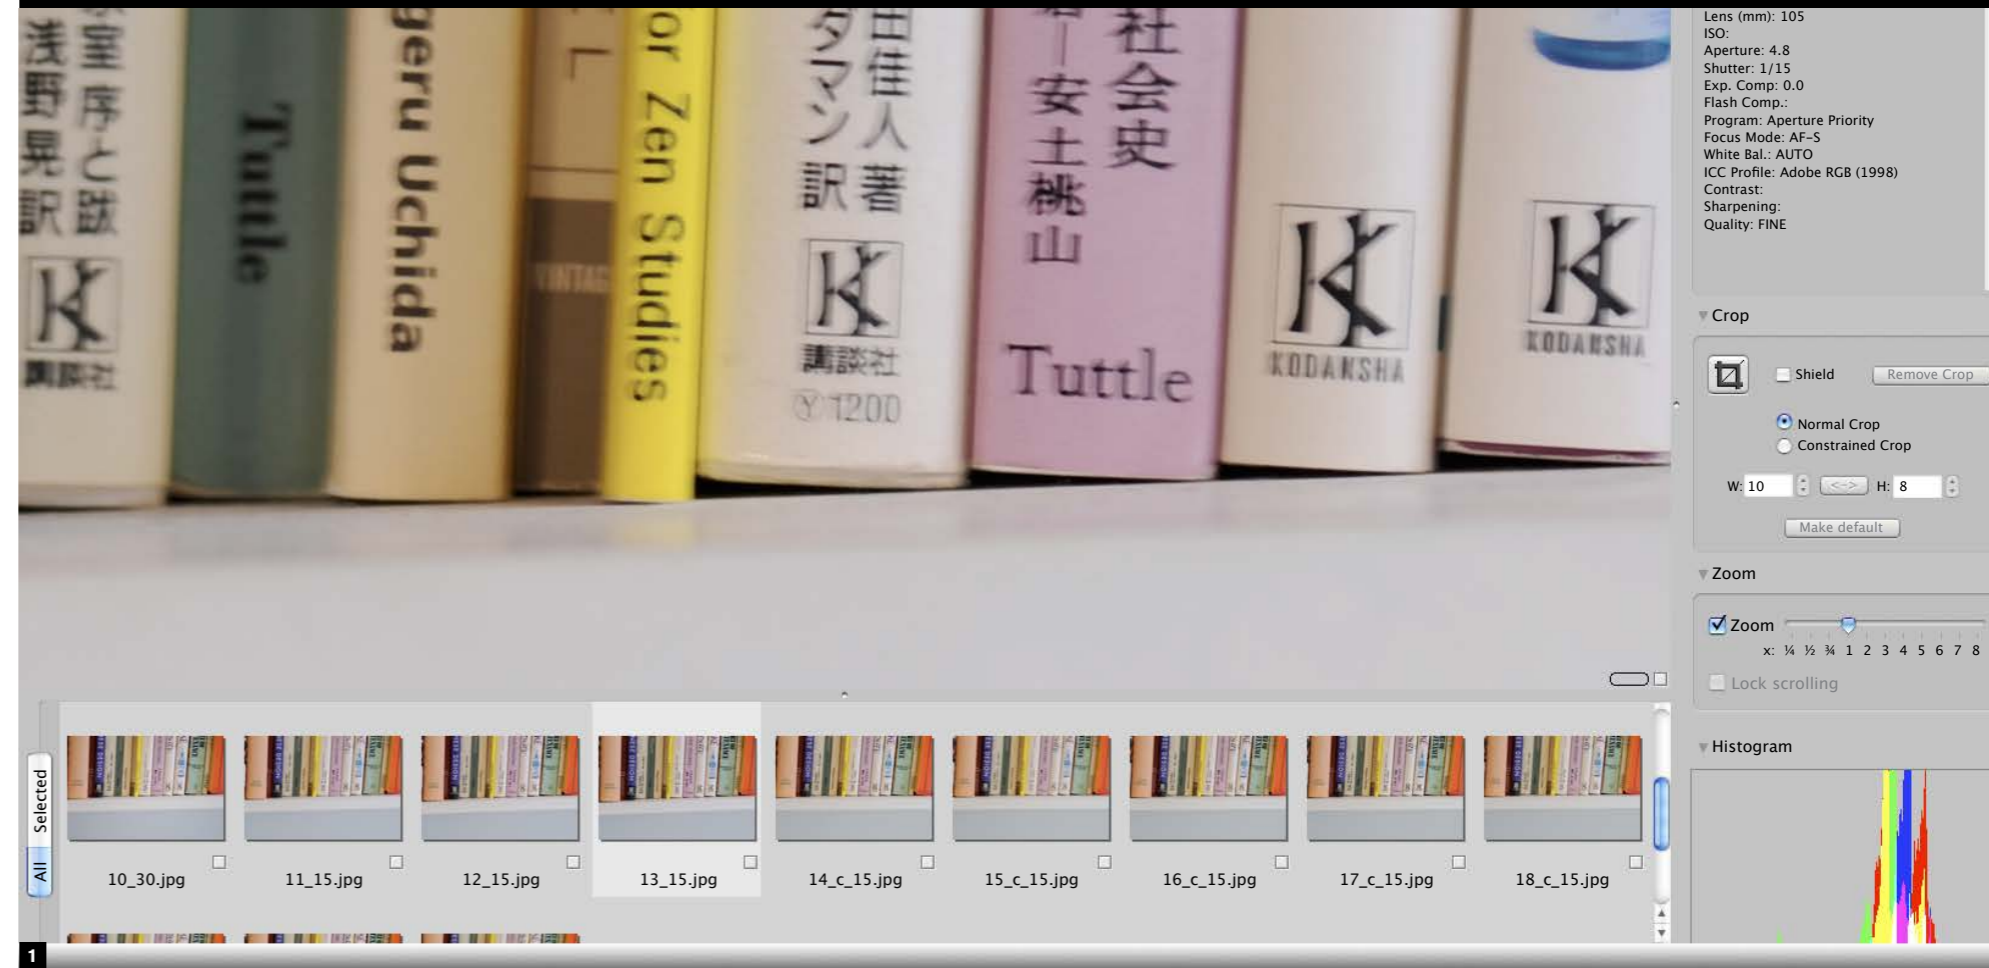 浅野晃訳
室 序と跋
K
講談社
Tuttle
geru Uchida
L
VINTAG
or Zen Studies
タマン訳
田佳人著
K
講談社
Ⓨ1200
社会史
安土桃山
Tuttle
K
KODANSHA
K
KODANSHA
Lens (mm): 105
ISO:
Aperture: 4.8
Shutter: 1/15
Exp. Comp: 0.0
Flash Comp.:
Program: Aperture Priority
Focus Mode: AF-S
White Bal.: AUTO
ICC Profile: Adobe RGB (1998)
Contrast:
Sharpening:
Quality: FINE
Crop
Shield Remove Crop
Normal Crop
Constrained Crop
W: 10 <-> H: 8
Make default
Zoom
Zoom
x: ¼ ½ ¾ 1 2 3 4 5 6 7 8
Lock scrolling
Histogram
Selected
All
10_30.jpg
11_15.jpg
12_15.jpg
13_15.jpg
14_c_15.jpg
15_c_15.jpg
16_c_15.jpg
17_c_15.jpg
18_c_15.jpg
1